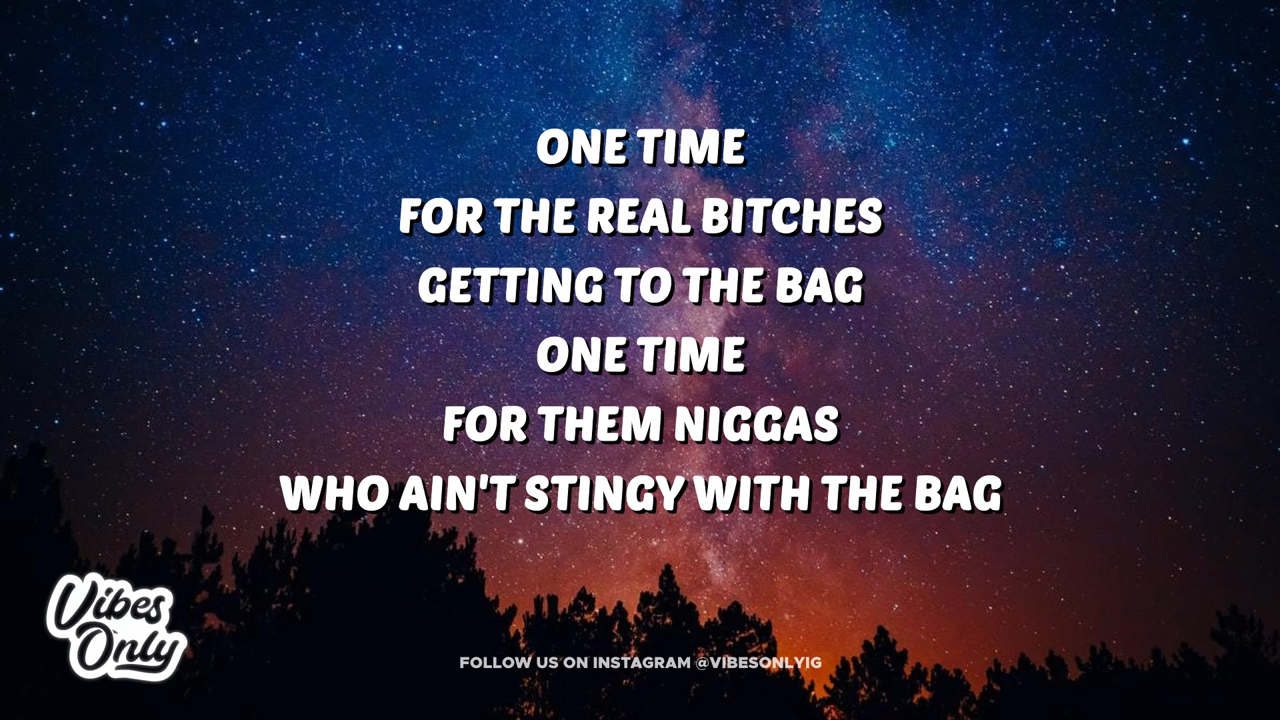 ONE TIME
FOR THE REAL BITCHES
GETTING TO THE BAG
ONE TIME
FOR THEM NIGGAS
WHO AIN'T STINGY WITH THE BAG
Vibes
Only
FOLLOW US ON INSTAGRAM @VIBESONLYIG